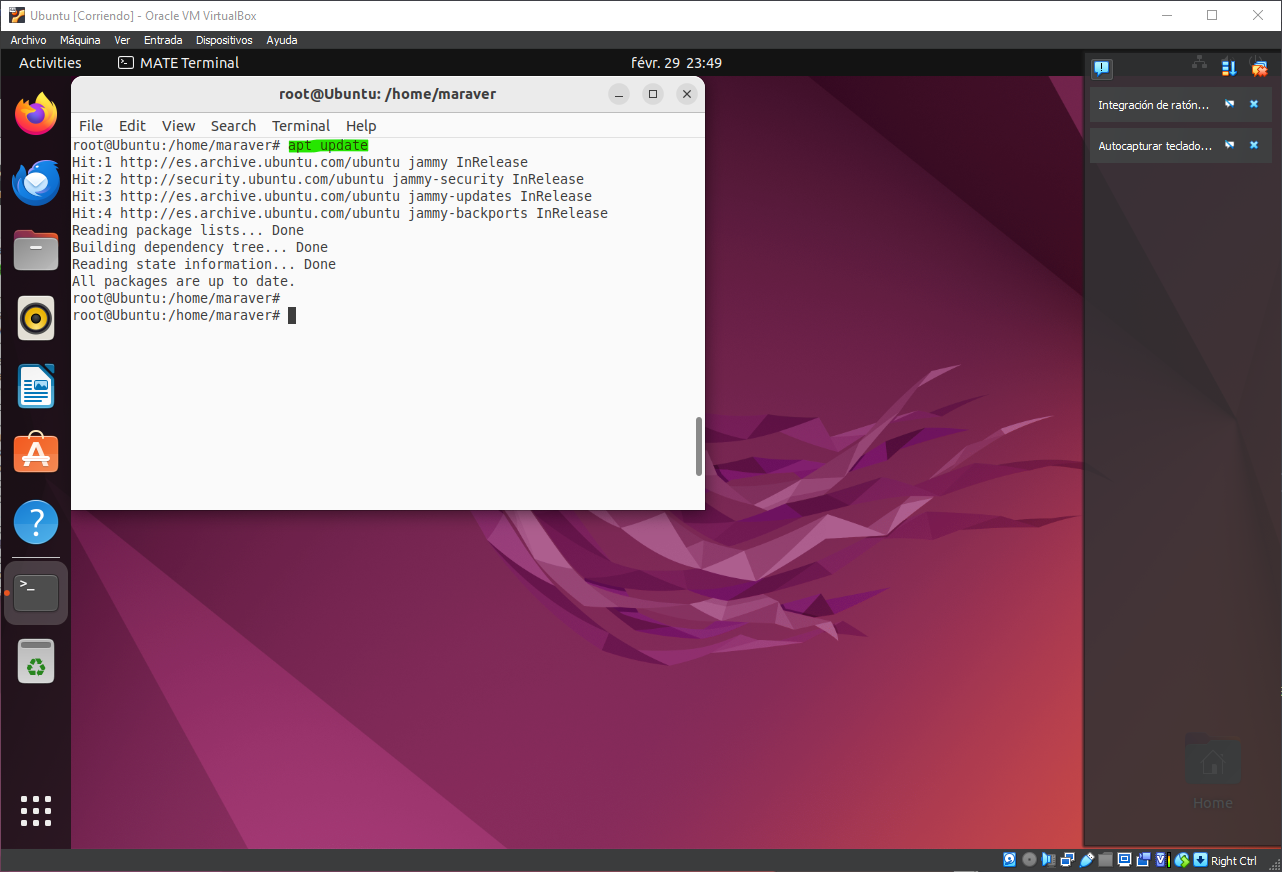 Ubuntu [Corriendo] - Oracle VM VirtualBox
Archivo Máquina Ver Entrada Dispositivos Ayuda
Activities MATE Terminal févr. 29 23:49
root@Ubuntu: /home/maraver
File Edit View Search Terminal Help
root@Ubuntu:/home/maraver# apt update
Hit:1 http://es.archive.ubuntu.com/ubuntu jammy InRelease
Hit:2 http://security.ubuntu.com/ubuntu jammy-security InRelease
Hit:3 http://es.archive.ubuntu.com/ubuntu jammy-updates InRelease
Hit:4 http://es.archive.ubuntu.com/ubuntu jammy-backports InRelease
Reading package lists... Done
Building dependency tree... Done
Reading state information... Done
All packages are up to date.
root@Ubuntu:/home/maraver#
root@Ubuntu:/home/maraver#
Integración de ratón...
Autocapturar teclado...
Home
Right Ctrl